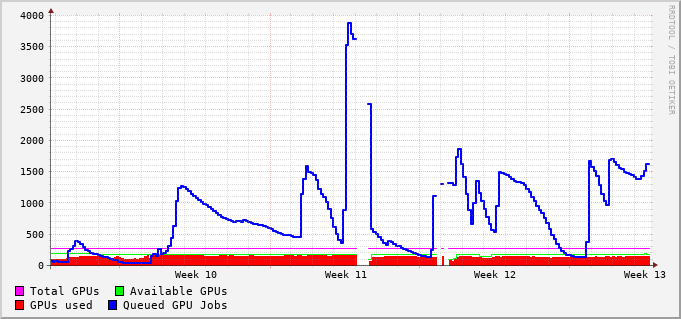 4000
3500
3000
2500
2000
1500
1000
500
0
Week 10 Week 11 Week 12 Week 13
Total GPUs Available GPUs
GPUs used Queued GPU Jobs
RRDTOOL / TOBI OETIKER